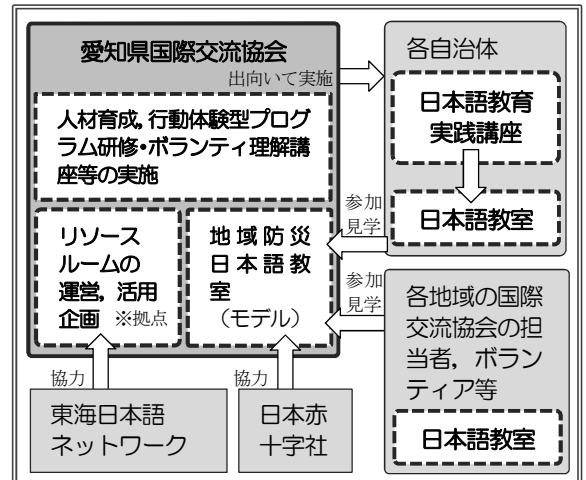 愛知県国際交流協会
出向いて実施
人材育成,行動体験型プログ
ラム研修・ボランティ理解講
座等の実施
リソース
ルームの
運営,活用
企画 ※拠点
地域防災
日本語教
室
（モデル）
各自治体
日本語教育
実践講座
日本語教室
参加
見学
参加
見学
各地域の国際
交流協会の担
当者，ボラン
ティア等
日本語教室
協力
協力
東海日本語
ネットワーク
日本赤
十字社